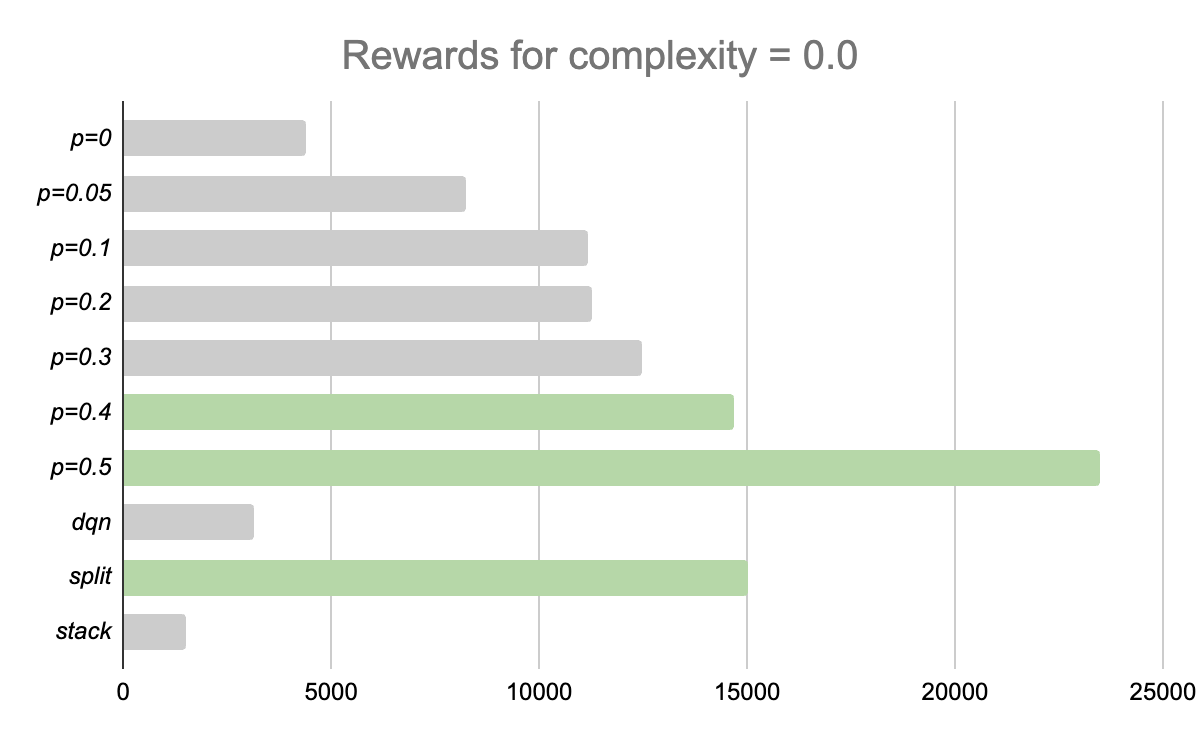 Rewards for complexity = 0.0
p=0
p=0.05
p=0.1
p=0.2
p=0.3
p=0.4
p=0.5
dqn
split
stack
0 5000 10000 15000 20000 25000